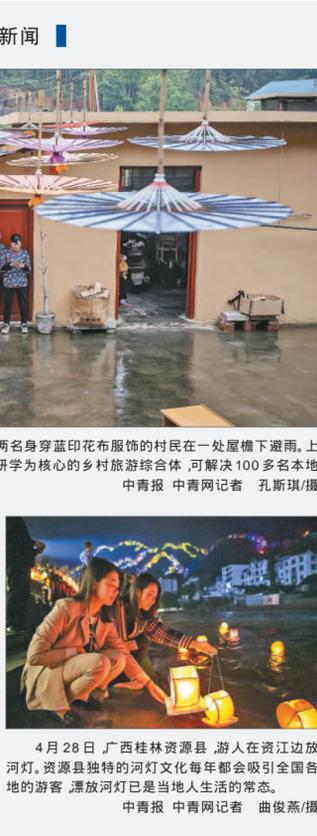 新闻
两名身穿蓝印花布服饰的村民在一处屋檐下避雨。上
研学为核心的乡村旅游综合体,可解决100多名本地
中青报 中青网记者 孔斯琪/摄
4月28日,广西桂林资源县,游人在资江边放
河灯。资源县独特的河灯文化每年都会吸引全国各
地的游客,漂放河灯已是当地人生活的常态。
中青报 中青网记者 曲俊燕/摄